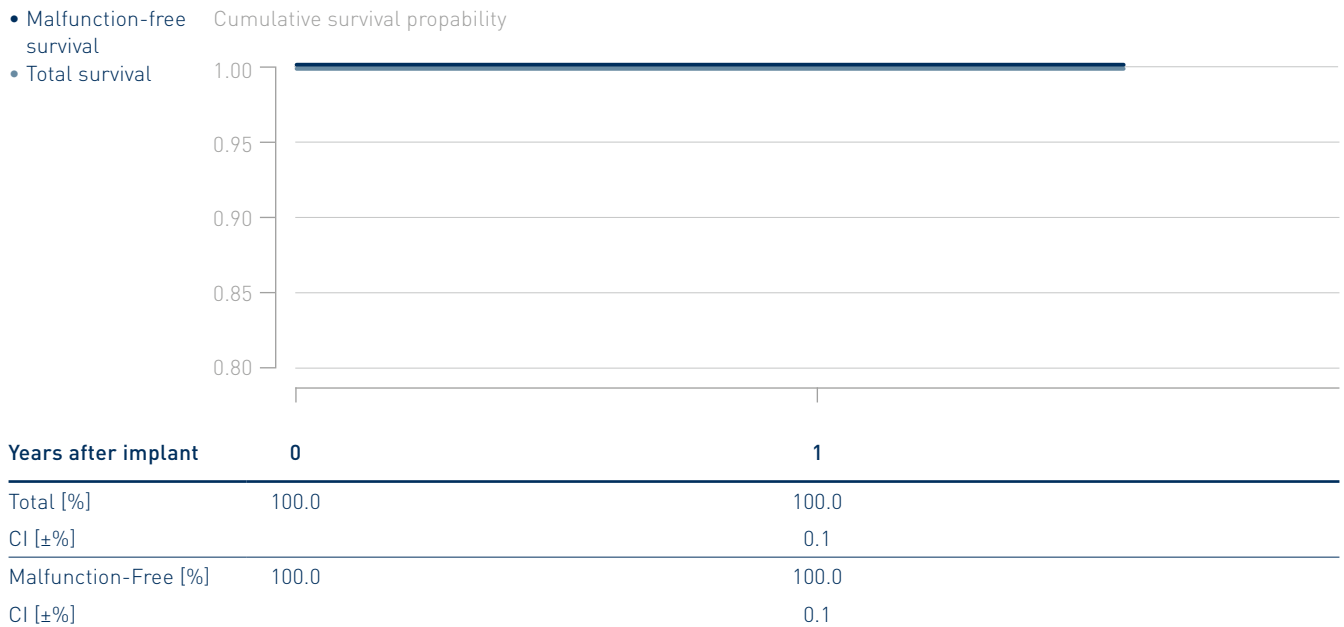 • Malfunction-free
survival
• Total survival
Cumulative survival propability
1.00
0.95
0.90
0.85
0.80
Years after implant 0 1
Total [%] 100.0 100.0
CI [±%] 0.1
Malfunction-Free [%] 100.0 100.0
CI [±%] 0.1